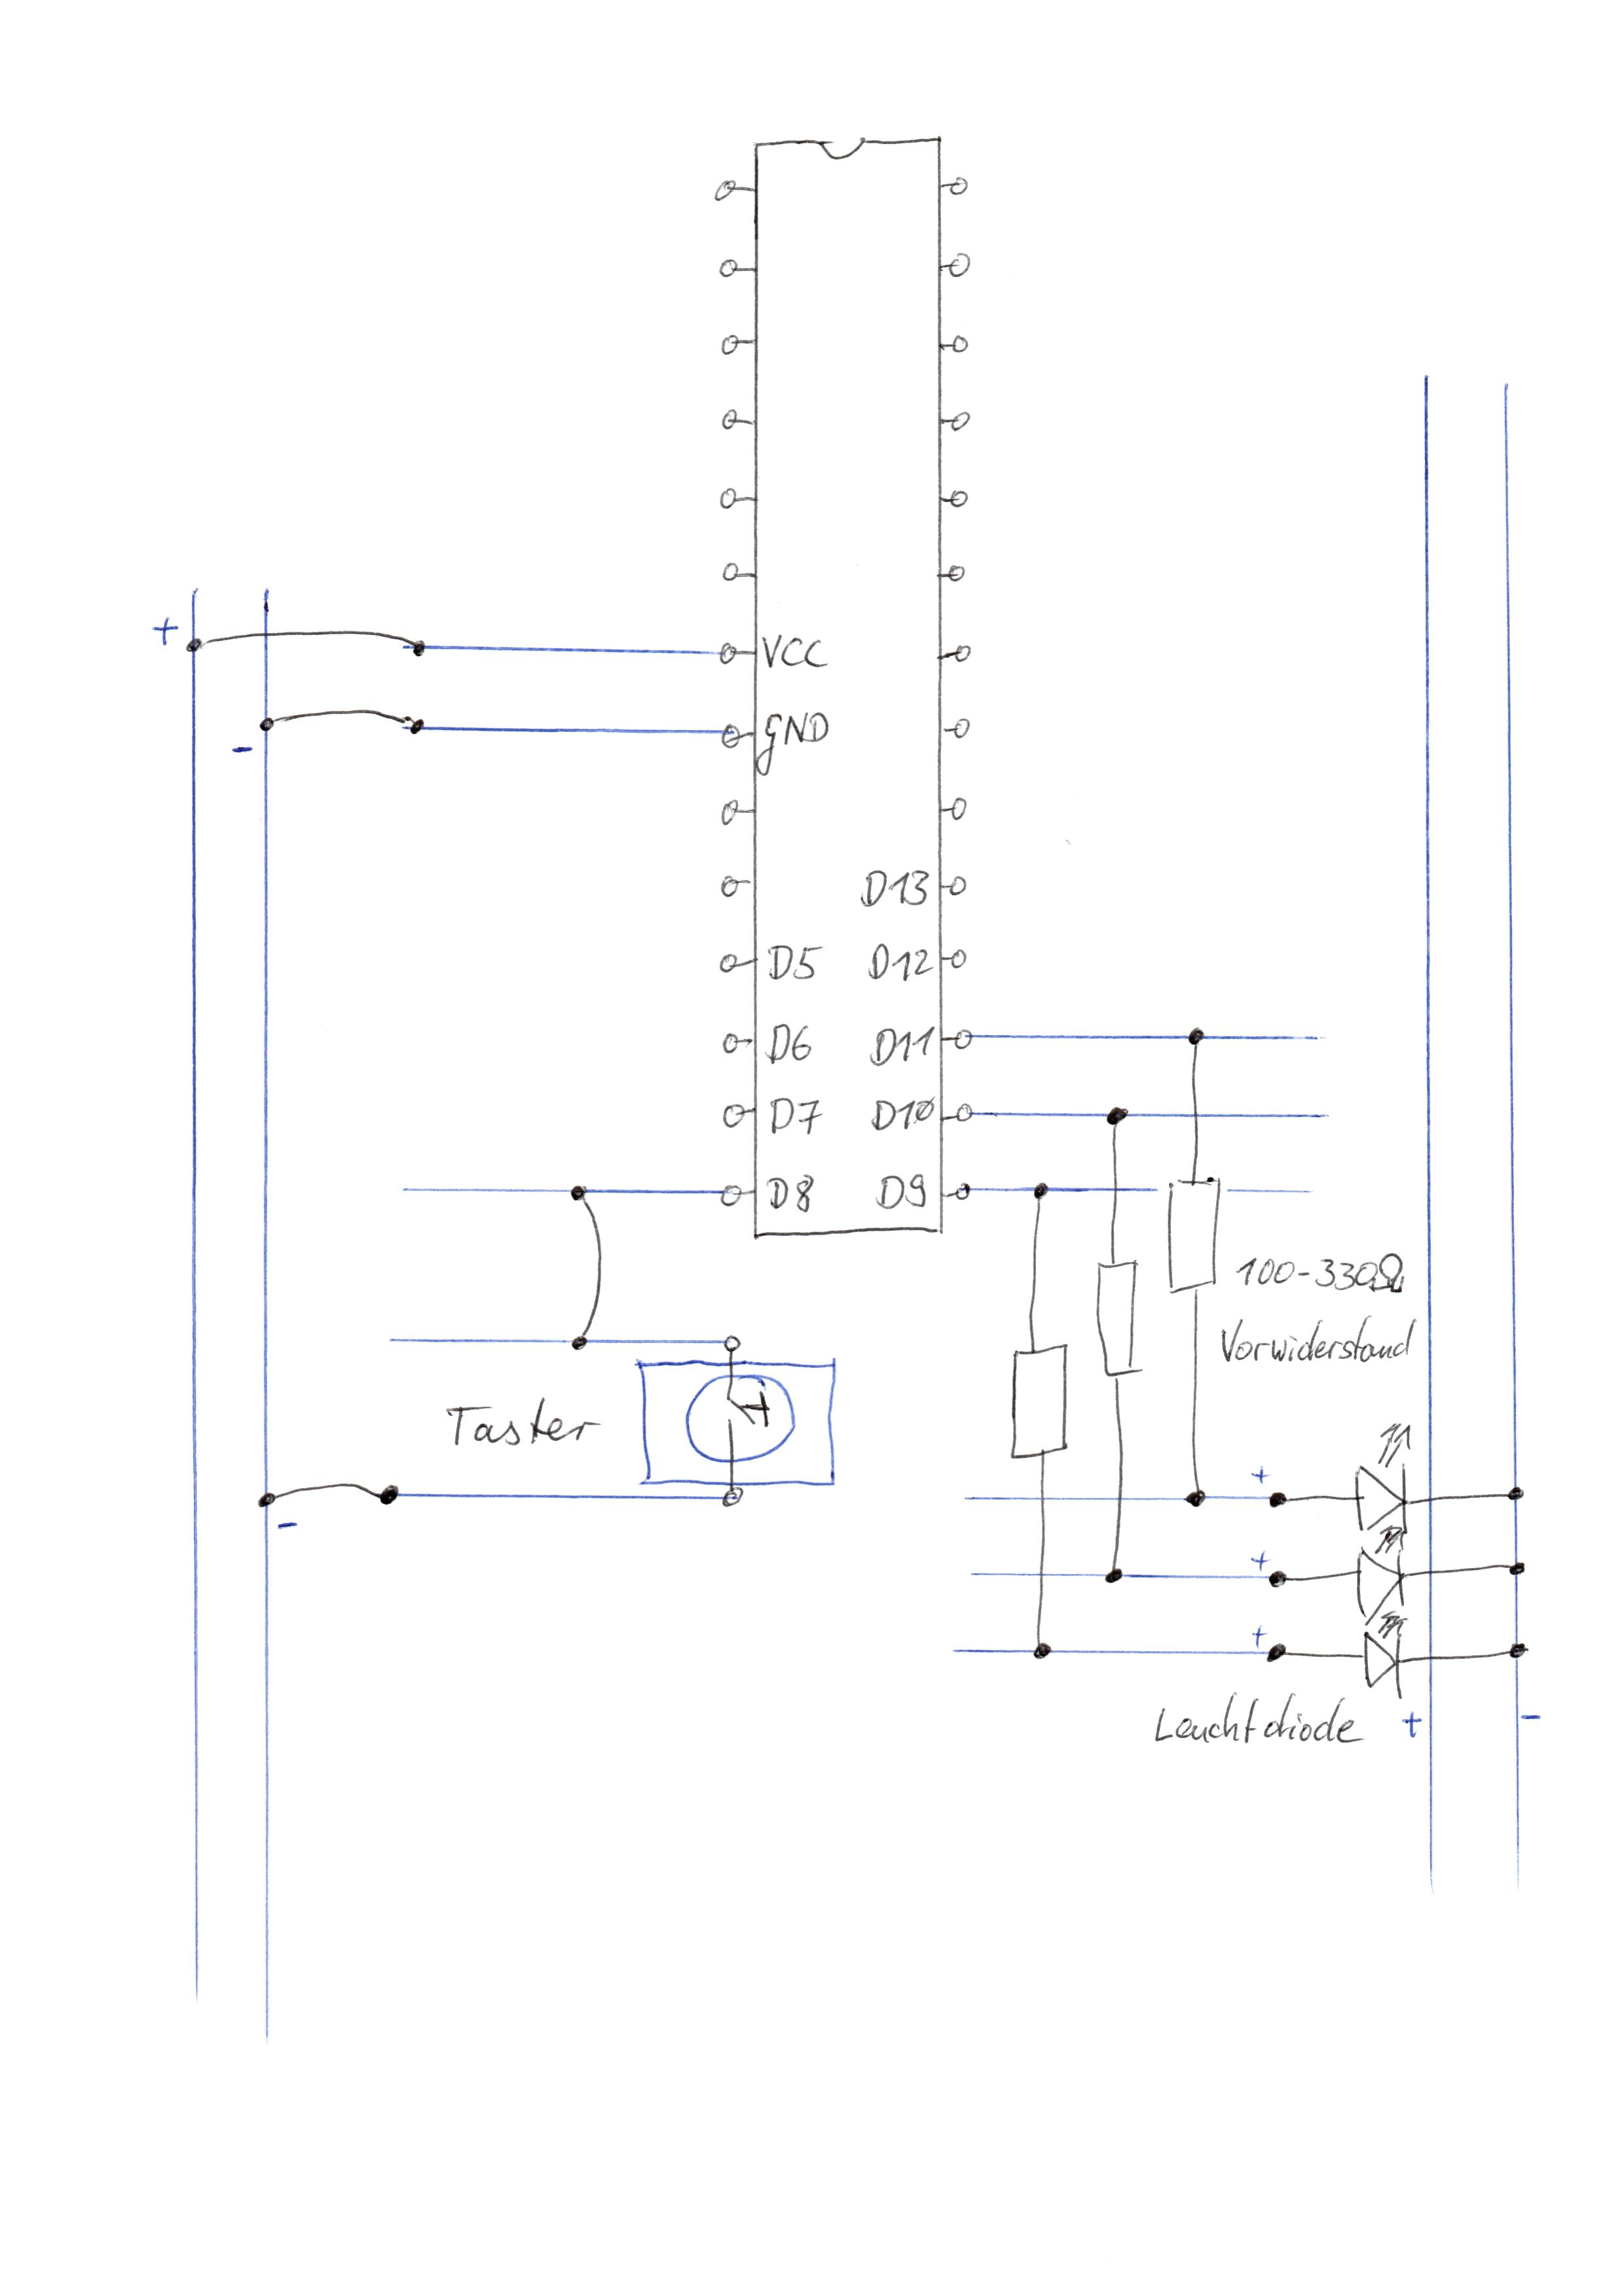 +
VCC
-
GND
D13
D5 D12
D6 D11
D7 D10
D8 D9
100-330Ω
Vorwiderstand
Taster
+
-
+
+
Leuchtdiode + -